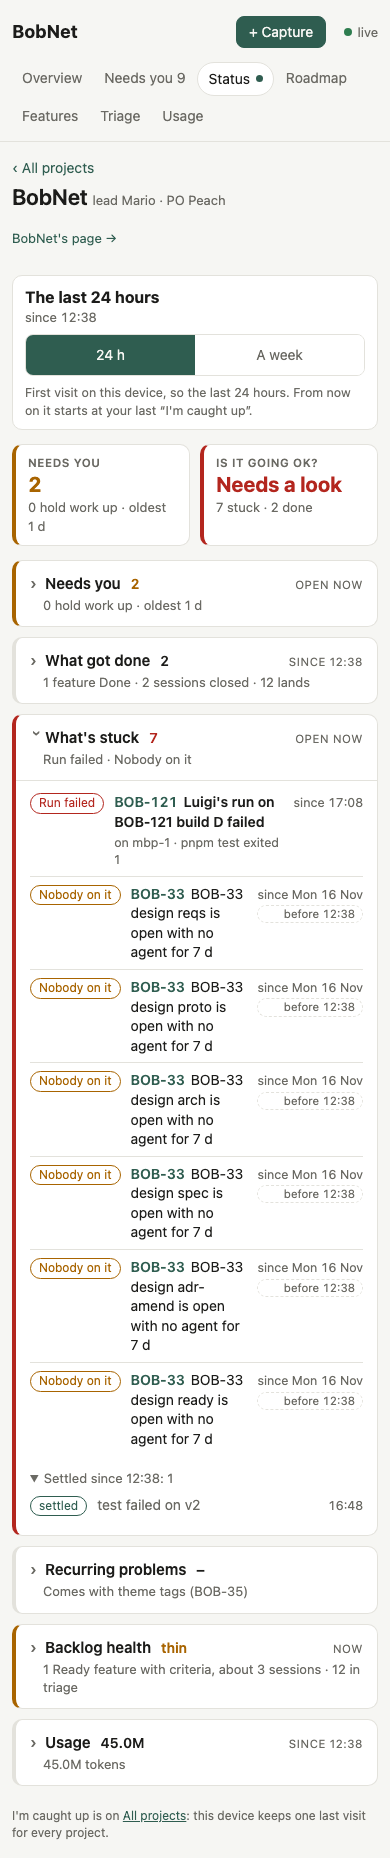 BobNet
+ Capture
live
Overview
Needs you 9
Status
Roadmap
Features
Triage
Usage
‹ All projects
BobNet lead Mario · PO Peach
BobNet's page →
The last 24 hours
since 12:38
24 h
A week
First visit on this device, so the last 24 hours. From now
on it starts at your last “I'm caught up”.
NEEDS YOU
2
0 hold work up · oldest
1 d
IS IT GOING OK?
Needs a look
7 stuck · 2 done
› Needs you 2 OPEN NOW
0 hold work up · oldest 1 d
› What got done 2 SINCE 12:38
1 feature Done · 2 sessions closed · 12 lands
› What's stuck 7 OPEN NOW
Run failed · Nobody on it
Run failed BOB-121 Luigi's run on since 17:08
BOB-121 build D failed
on mbp-1 · pnpm test exited
1
Nobody on it BOB-33 BOB-33 since Mon 16 Nov
design reqs is before 12:38
open with no
agent for 7 d
Nobody on it BOB-33 BOB-33 since Mon 16 Nov
design proto is before 12:38
open with no
agent for 7 d
Nobody on it BOB-33 BOB-33 since Mon 16 Nov
design arch is before 12:38
open with no
agent for 7 d
Nobody on it BOB-33 BOB-33 since Mon 16 Nov
design spec is before 12:38
open with no
agent for 7 d
Nobody on it BOB-33 BOB-33 since Mon 16 Nov
design adr- before 12:38
amend is open
with no agent for
7 d
Nobody on it BOB-33 BOB-33 since Mon 16 Nov
design ready is before 12:38
open with no
agent for 7 d
▼ Settled since 12:38: 1
settled test failed on v2 16:48
› Recurring problems –
Comes with theme tags (BOB-35)
› Backlog health thin NOW
1 Ready feature with criteria, about 3 sessions · 12 in
triage
› Usage 45.0M SINCE 12:38
45.0M tokens
I'm caught up is on All projects: this device keeps one last visit
for every project.